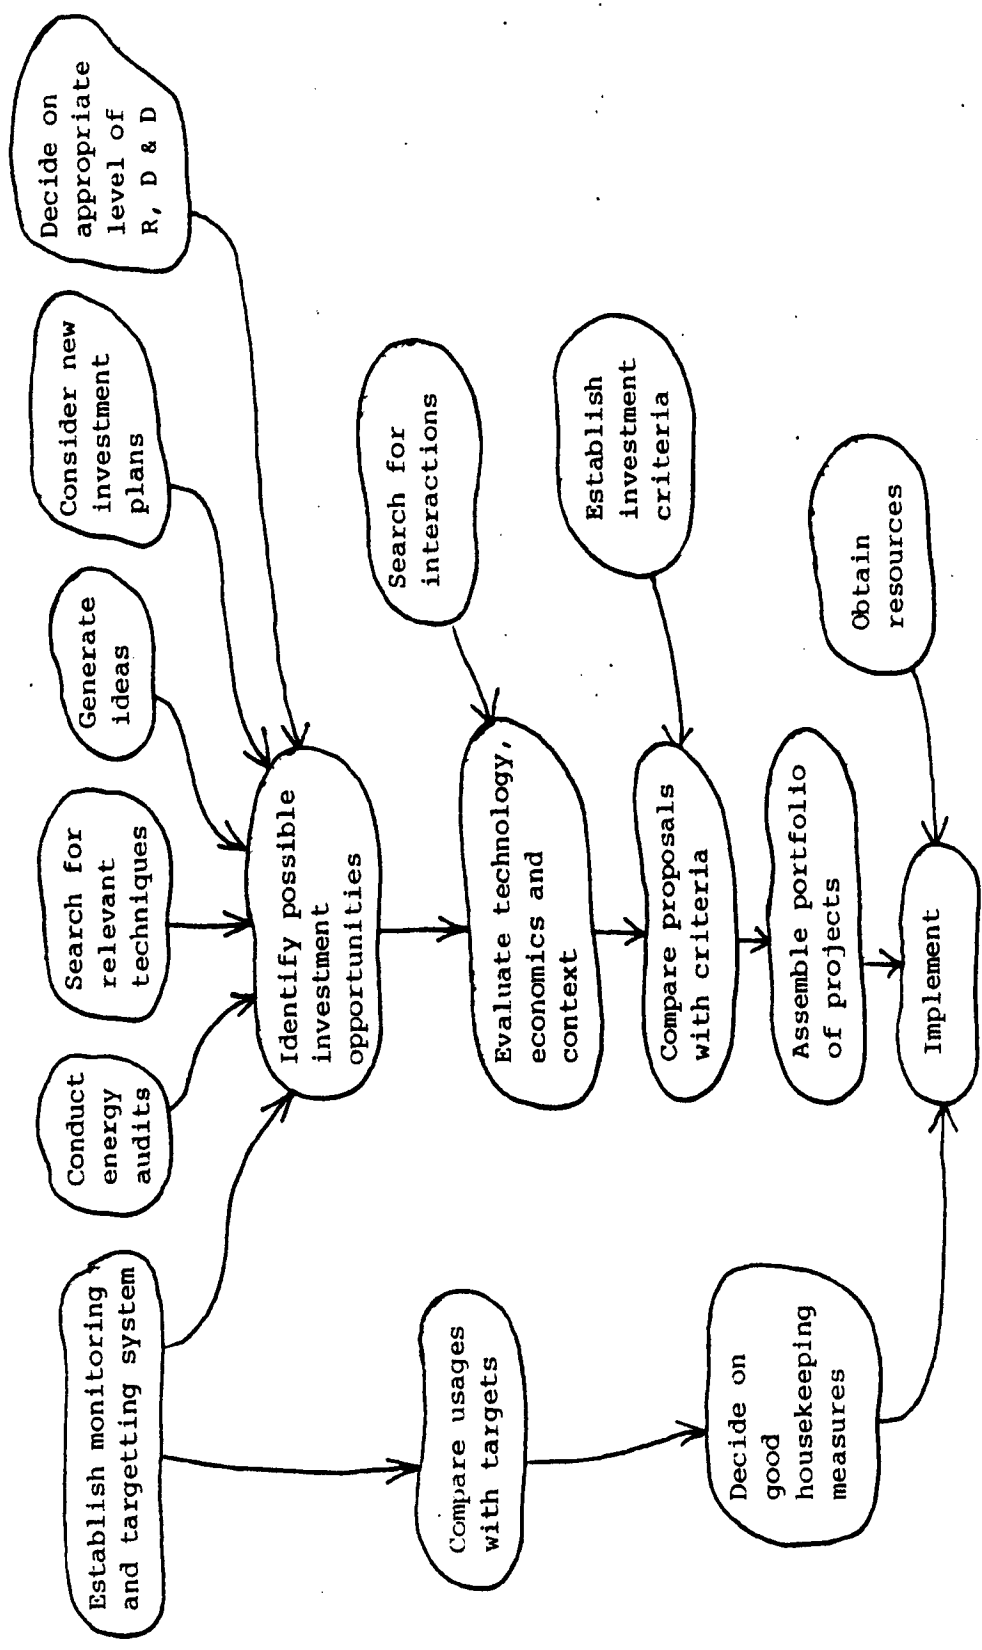 Establish monitoring
and targetting system
Conduct
energy
audits
Search for
relevant
techniques
Generate
ideas
Consider new
investment
plans
Decide on
appropriate
level of
R, D & D
Identify possible
investment
opportunities
Search for
interactions
Compare usages
with targets
Evaluate technology,
economics and
context
Establish
investment
criteria
Compare proposals
with criteria
Decide on
good
housekeeping
measures
Assemble portfolio
of projects
Obtain
resources
Implement